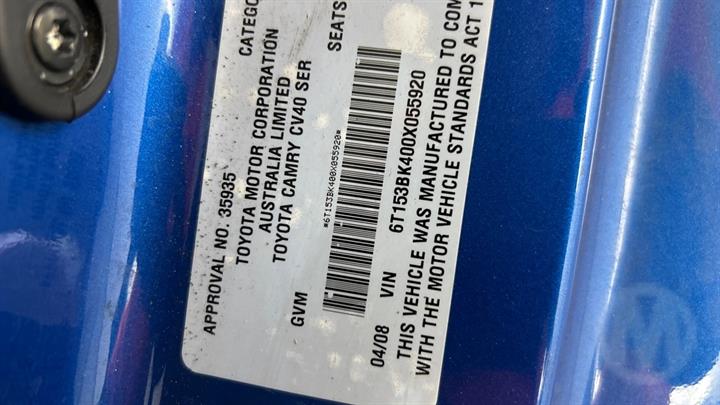 APPROVAL NO. 35935 CATEGO
TOYOTA MOTOR CORPORATION
AUSTRALIA LIMITED
TOYOTA CAMRY CV40 SER
GVM SEATS
*6T153BK400X055920*
04/08 VIN 6T153BK400X055920
THIS VEHICLE WAS MANUFACTURED TO COM
WITH THE MOTOR VEHICLE STANDARDS ACT 1
M